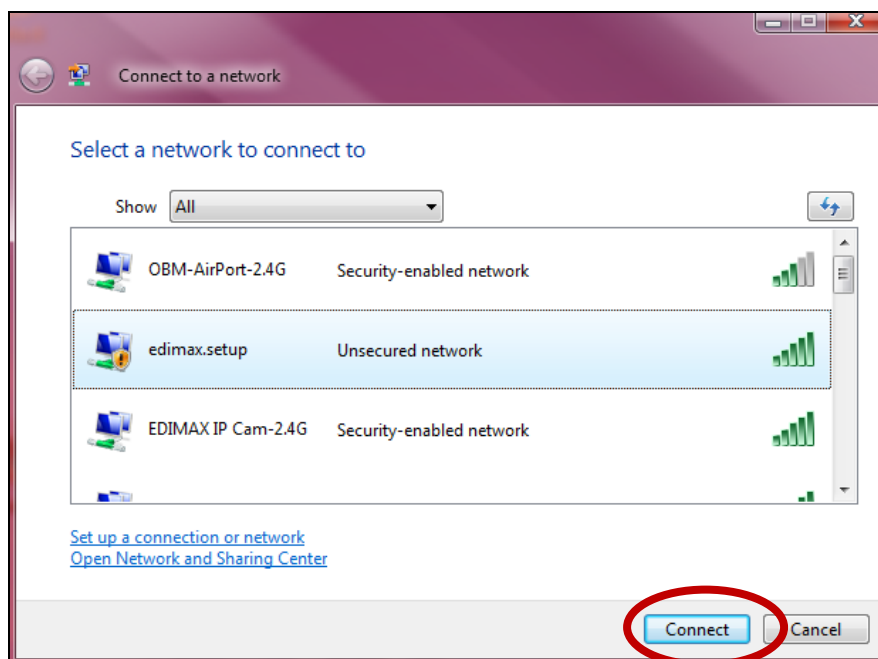 Connect to a network
Select a network to connect to
Show All
OBM-AirPort-2.4G Security-enabled network
edimax.setup Unsecured network
EDIMAX IP Cam-2.4G Security-enabled network
Set up a connection or network
Open Network and Sharing Center
Connect Cancel